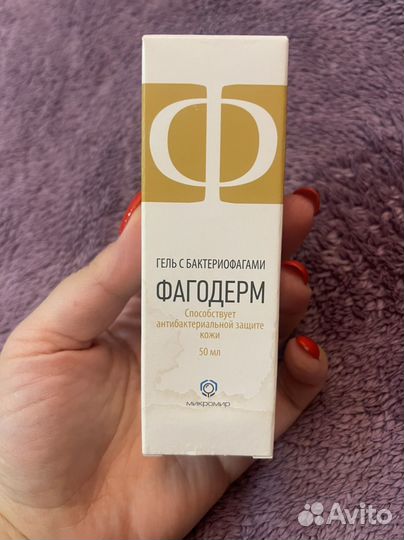 Ф
ГЕЛЬ С БАКТЕРИОФАГАМИ
ФАГОДЕРМ
Способствует
антибактериальной защите
кожи
50 мл
МИКРОМИР
Avito